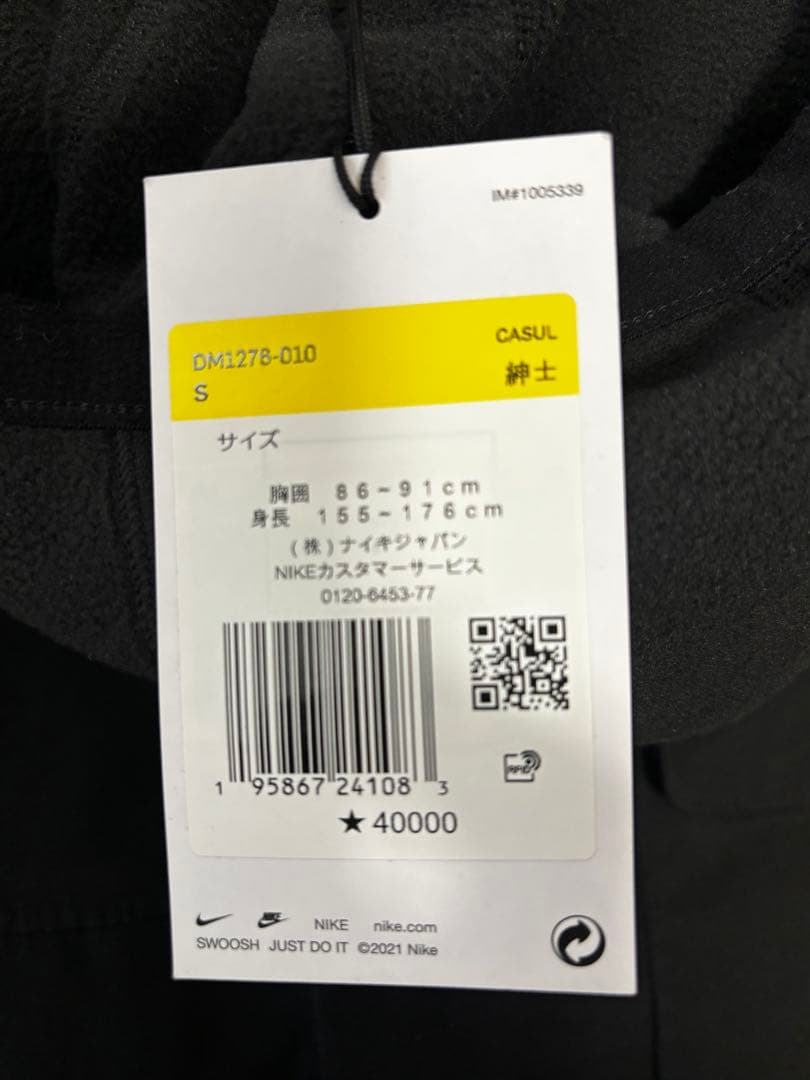 IM#1005339
DM1278-010
CASUL
S
紳士
サイズ
胸囲 86-91cm
身長 155-176cm
(株)ナイキジャパン
NIKEカスタマーサービス
0120-6453-77
RFID
1 95867 24108 3
★40000
NIKE nike.com
SWOOSH JUST DO IT ©2021 Nike